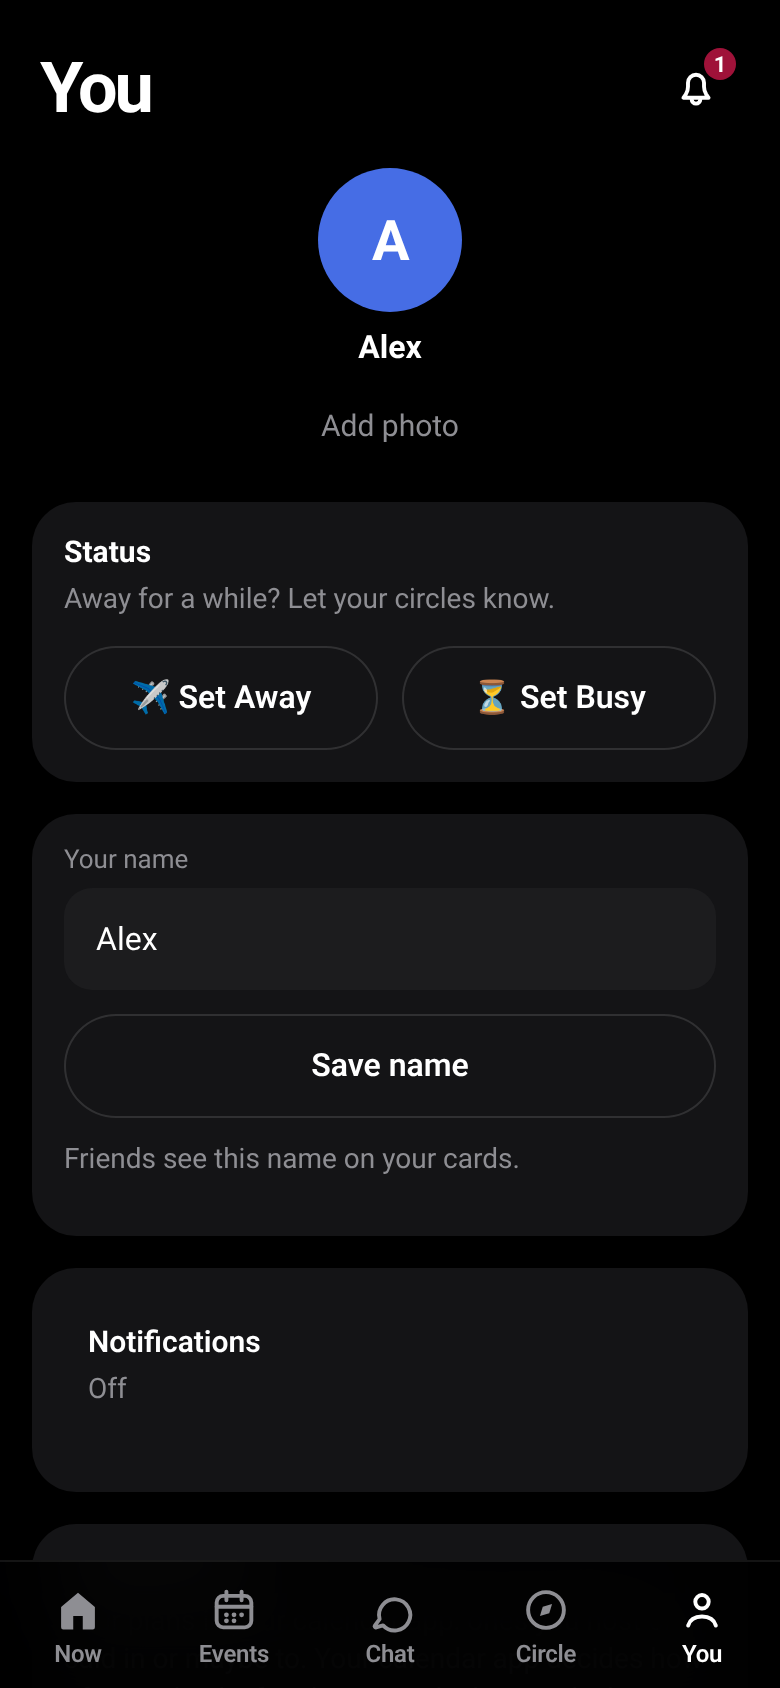 You
1
A
Alex
Add photo
Status
Away for a while? Let your circles know.
✈️ Set Away
⏳ Set Busy
Your name
Alex
Save name
Friends see this name on your cards.
Notifications
Off
Now
Events
Chat
Circle
You